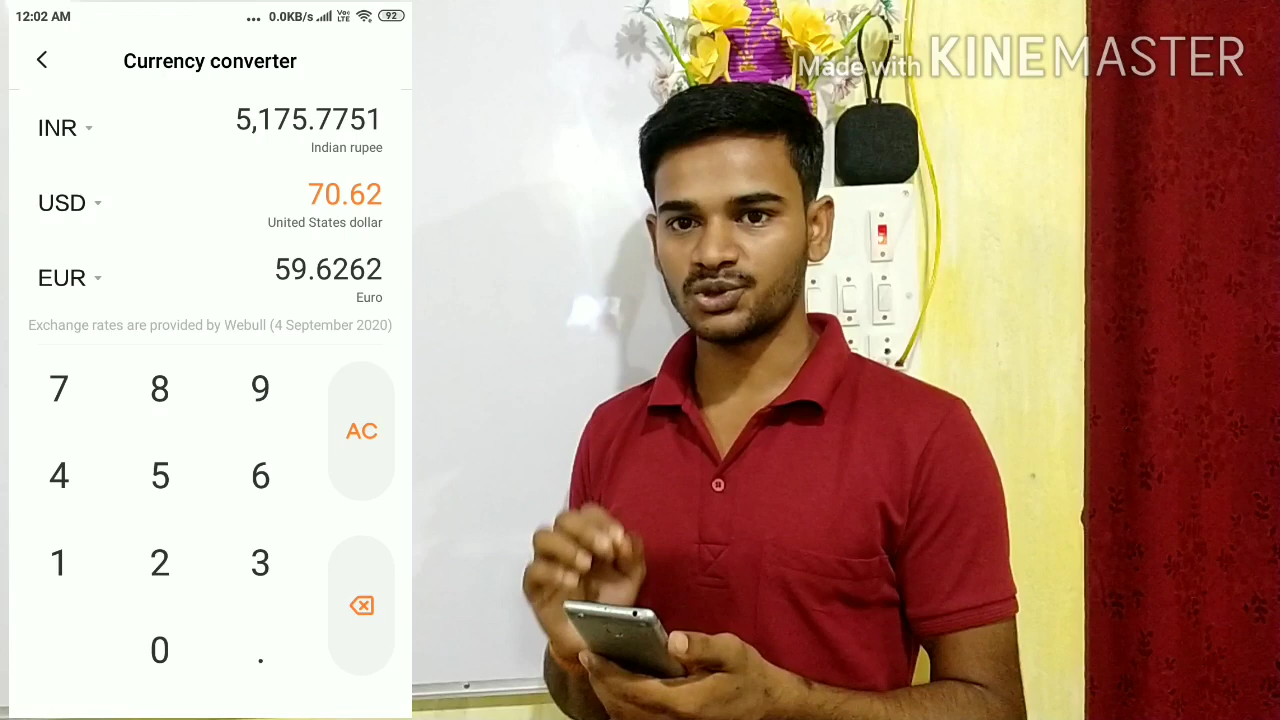 12:02 AM ... 0.0KB/s Vo LTE 92
Currency converter
INR 5,175.7751
Indian rupee
USD 70.62
United States dollar
EUR 59.6262
Euro
Exchange rates are provided by Webull (4 September 2020)
7 8 9
AC
4 5 6
1 2 3
0 .
Made with KINEMASTER